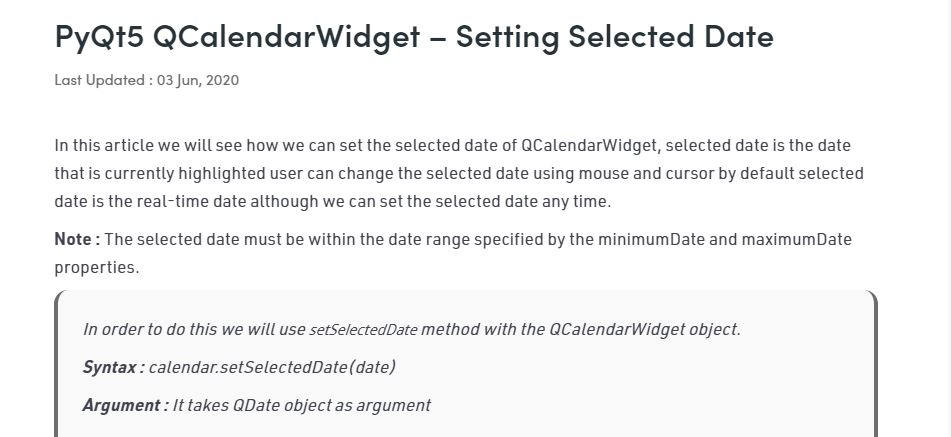 PyQt5 QCalendarWidget – Setting Selected Date
Last Updated : 03 Jun, 2020
In this article we will see how we can set the selected date of QCalendarWidget, selected date is the date
that is currently highlighted user can change the selected date using mouse and cursor by default selected
date is the real-time date although we can set the selected date any time.
Note : The selected date must be within the date range specified by the minimumDate and maximumDate
properties.
In order to do this we will use setSelectedDate method with the QCalendarWidget object.
Syntax : calendar.setSelectedDate(date)
Argument : It takes QDate object as argument